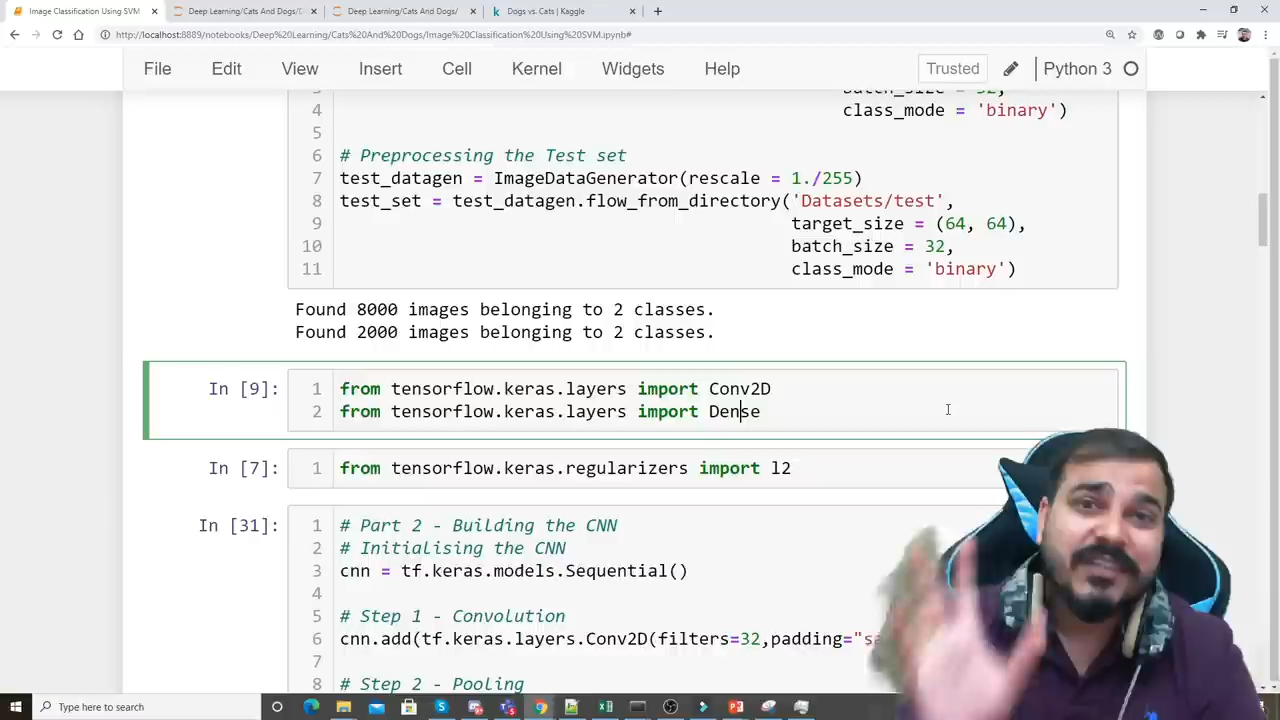 Image Classification Using SVM
Deep Learning/Cats And Dogs/D
Deep Learning/Cats And Dogs/
Dogs vs. Cats | Kaggle
http://localhost:8889/notebooks/Deep%20Learning/Cats%20And%20Dogs/Image%20Classification%20Using%20SVM.ipynb#
File Edit View Insert Cell Kernel Widgets Help Trusted Python 3
3 batch_size = 32,
4 class_mode = 'binary')
5
6 # Preprocessing the Test set
7 test_datagen = ImageDataGenerator(rescale = 1./255)
8 test_set = test_datagen.flow_from_directory('Datasets/test',
9 target_size = (64, 64),
10 batch_size = 32,
11 class_mode = 'binary')
Found 8000 images belonging to 2 classes.
Found 2000 images belonging to 2 classes.
In [9]: 1 from tensorflow.keras.layers import Conv2D
2 from tensorflow.keras.layers import Dense
In [7]: 1 from tensorflow.keras.regularizers import l2
In [31]: 1 # Part 2 - Building the CNN
2 # Initialising the CNN
3 cnn = tf.keras.models.Sequential()
4
5 # Step 1 - Convolution
6 cnn.add(tf.keras.layers.Conv2D(filters=32,padding="sa
7
8 # Step 2 - Pooling
Type here to search